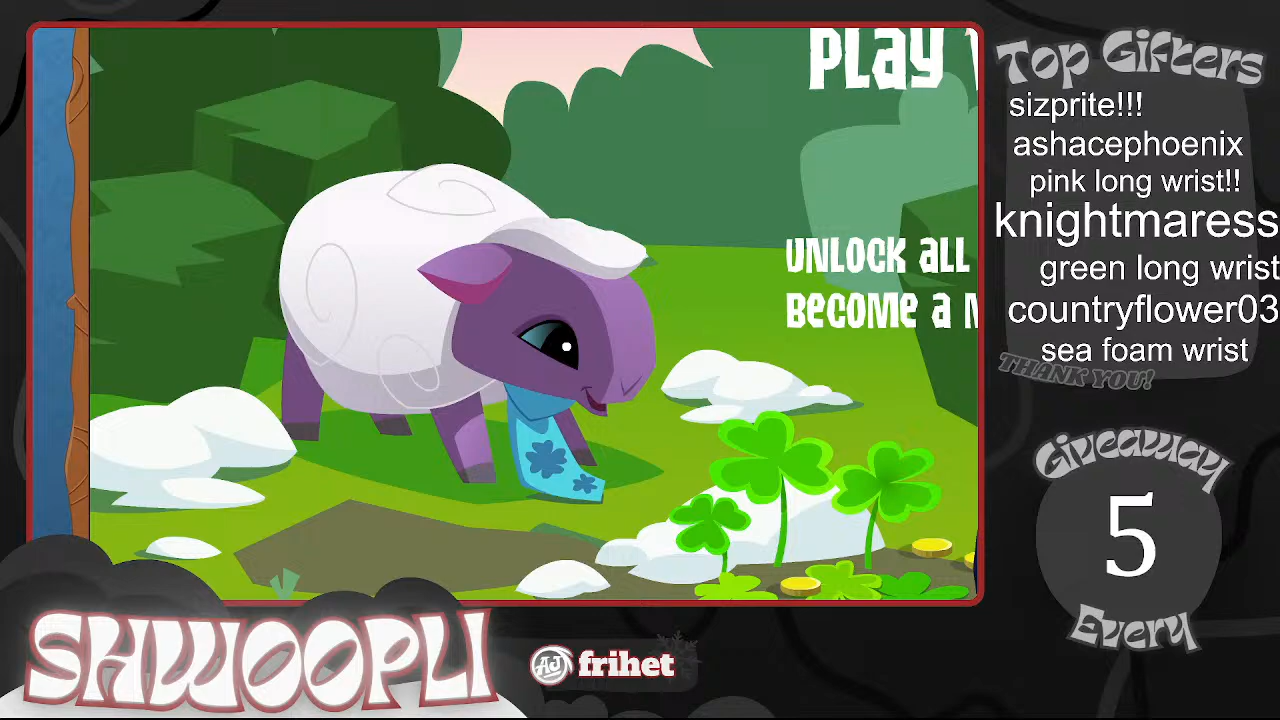 PLAY
UNLOCK ALL
BECOME A
Top Gifters
sizprite!!!
ashacephoenix
pink long wrist!!
knightmaress
green long wrist
countryflower03
sea foam wrist
THANK YOU!
Giveaway
5
Every
SHWOOPLI
AJ frihet